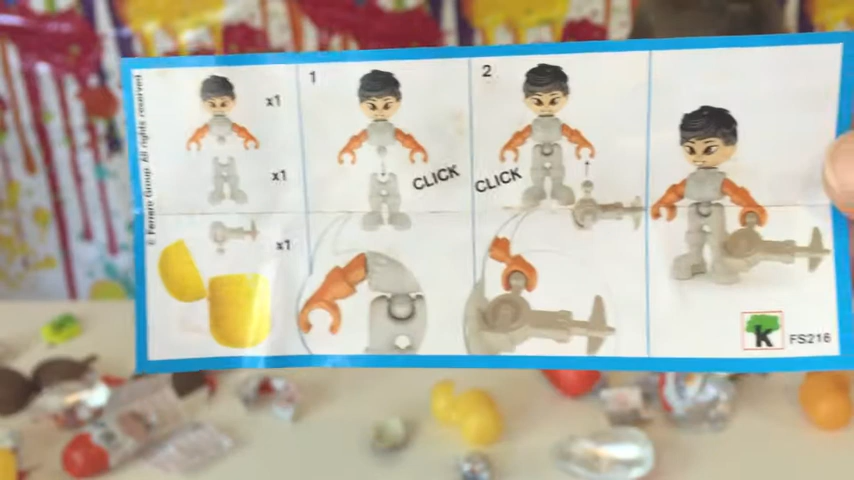 © Ferrero Group. All rights reserved
x1
x1
x1
1
CLICK
2
CLICK
K
FS216